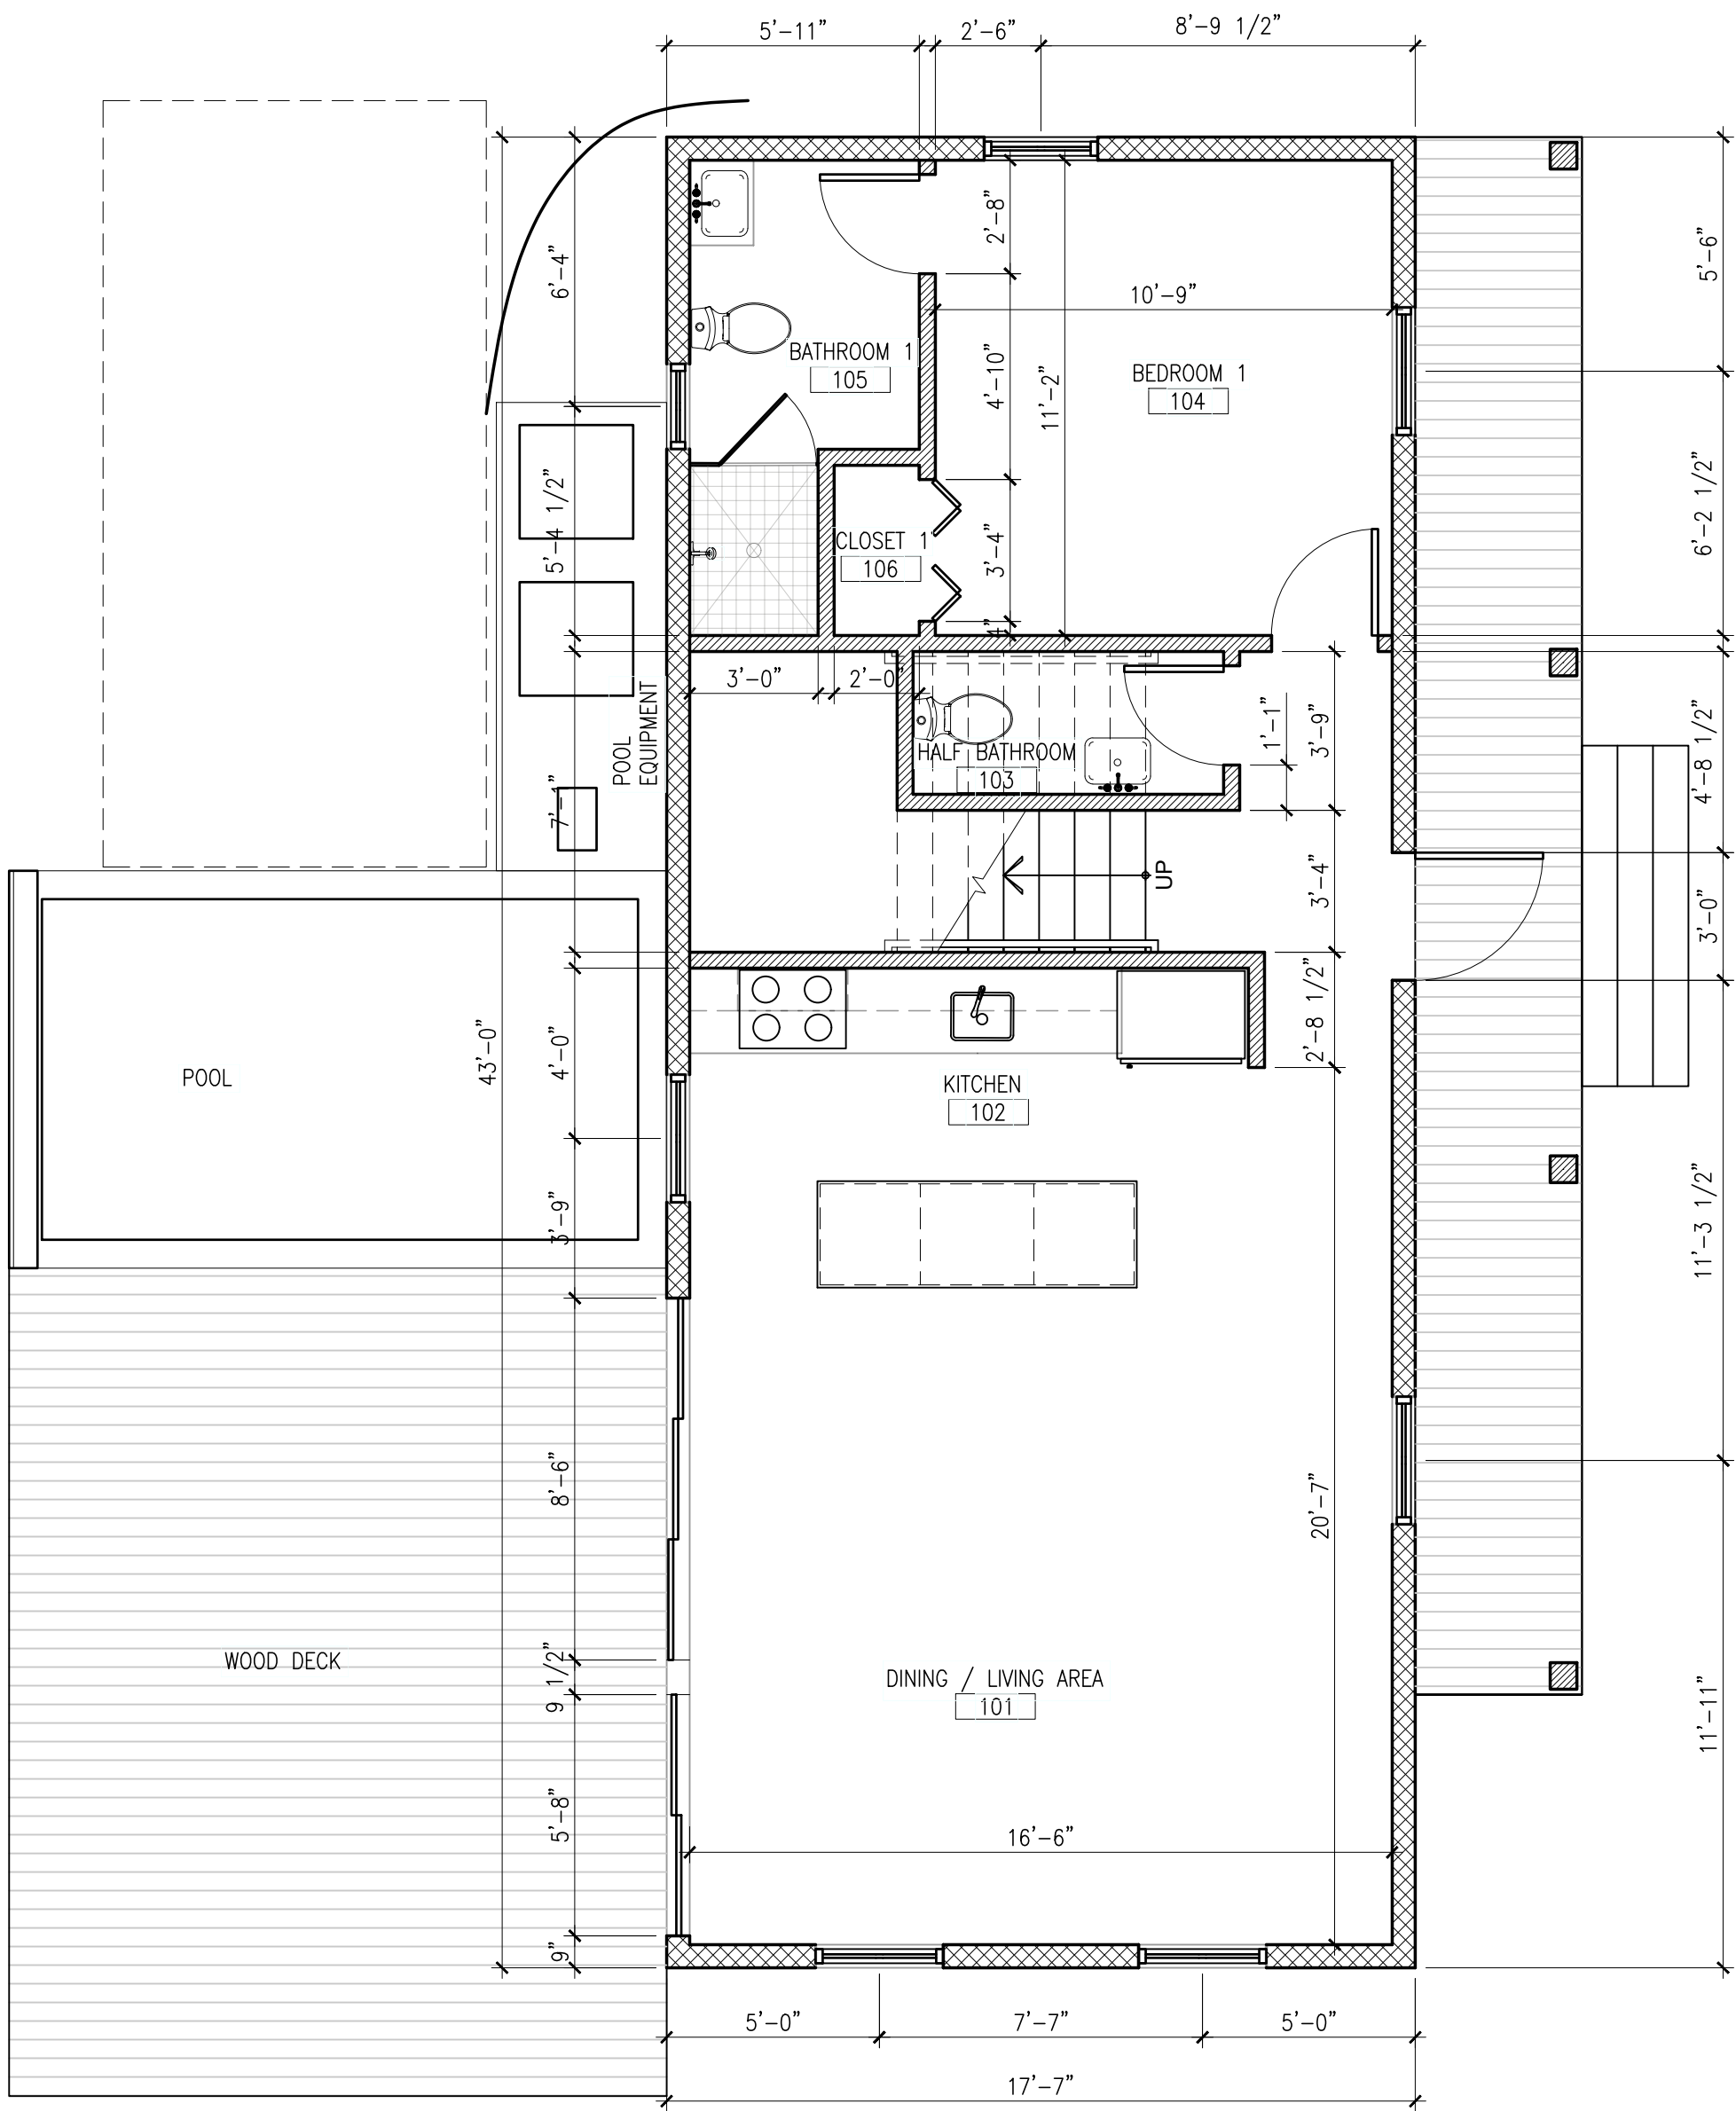 5'-11" 2'-6" 8'-9 1/2"
6'-4"
2'-8"
5'-6"
10'-9"
BATHROOM 1
105
4'-10"
11'-2"
BEDROOM 1
104
5'-4 1/2"
CLOSET 1
106
3'-4"
4"
6'-2 1/2"
3'-0" 2'-0"
POOL
EQUIPMENT
HALF BATHROOM
103
1'-1"
3'-9"
4'-8 1/2"
7'-1"
UP
3'-4"
3'-0"
43'-0"
4'-0"
2'-8 1/2"
POOL
KITCHEN
102
3'-9"
11'-3 1/2"
8'-6"
20'-7"
WOOD DECK
9 1/2"
DINING / LIVING AREA
101
11'-11"
5'-8"
16'-6"
9"
5'-0" 7'-7" 5'-0"
17'-7"